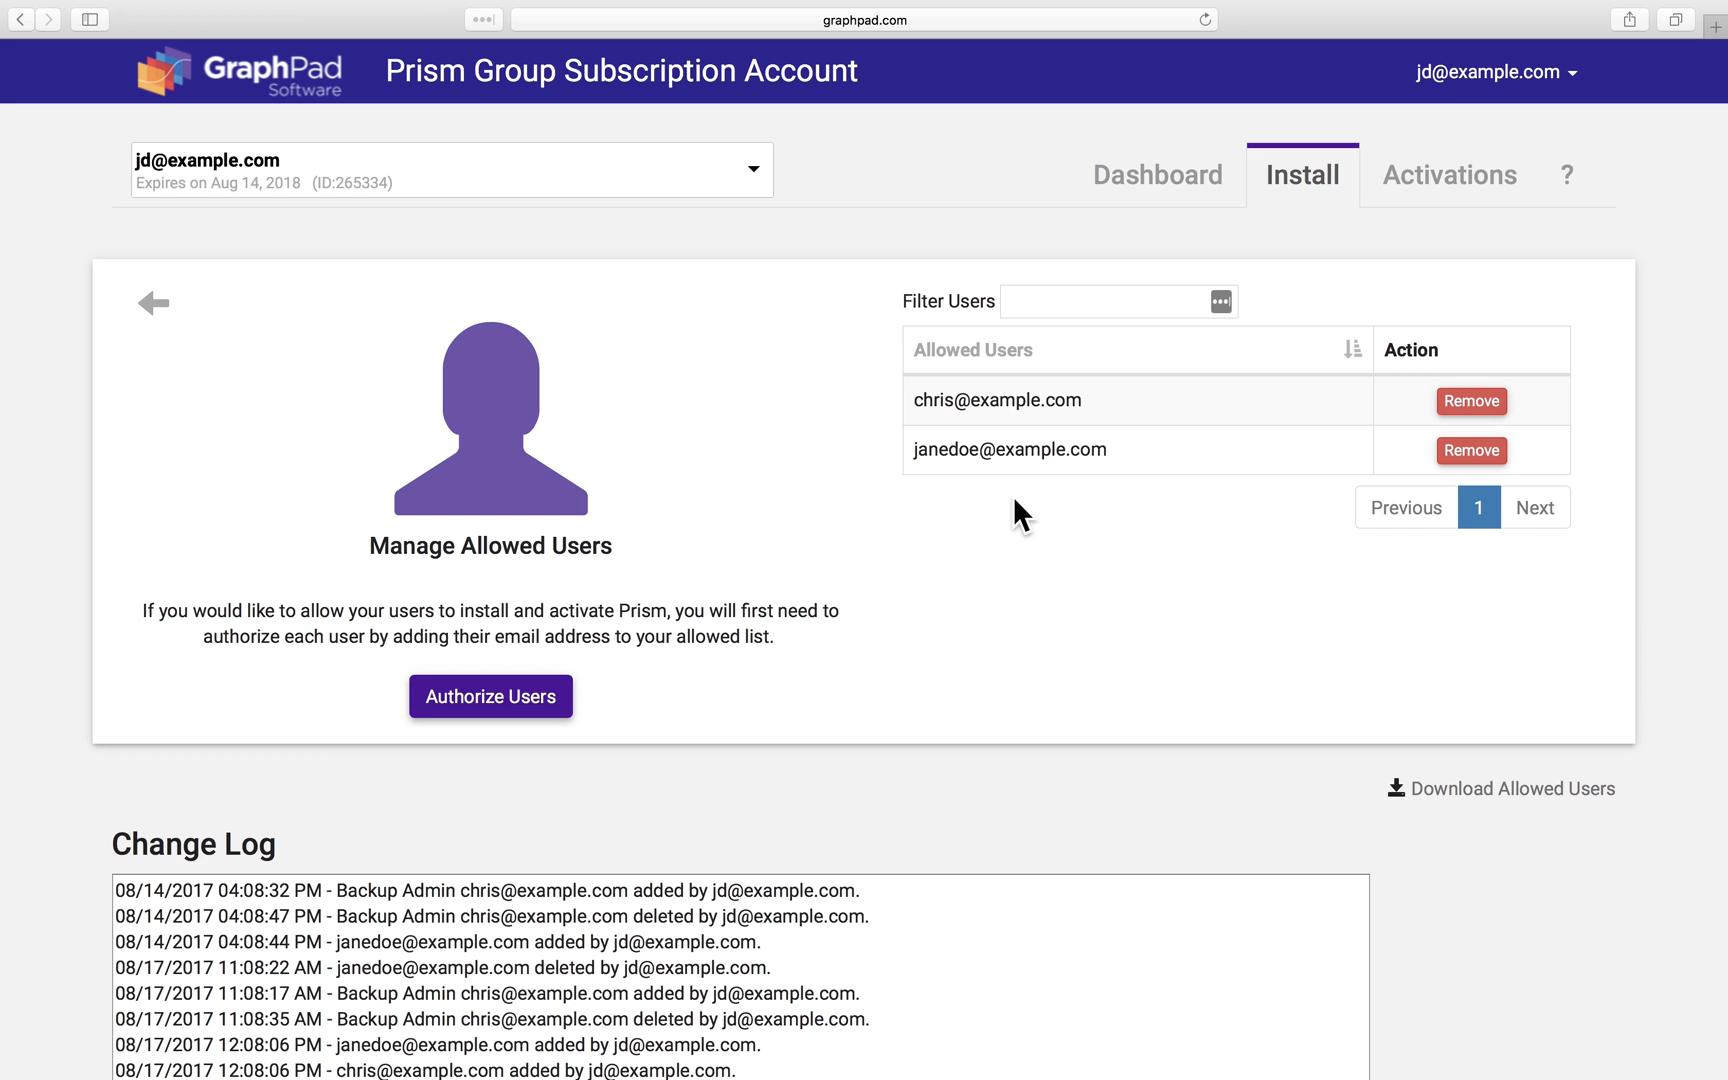 graphpad.com
GraphPad
Software
Prism Group Subscription Account
jd@example.com
jd@example.com
Expires on Aug 14, 2018 (ID:265334)
Dashboard
Install
Activations
?
Filter Users
Allowed Users
Action
chris@example.com
Remove
janedoe@example.com
Remove
Previous
1
Next
Manage Allowed Users
If you would like to allow your users to install and activate Prism, you will first need to
authorize each user by adding their email address to your allowed list.
Authorize Users
Download Allowed Users
Change Log
08/14/2017 04:08:32 PM - Backup Admin chris@example.com added by jd@example.com.
08/14/2017 04:08:47 PM - Backup Admin chris@example.com deleted by jd@example.com.
08/14/2017 04:08:44 PM - janedoe@example.com added by jd@example.com.
08/17/2017 11:08:22 AM - janedoe@example.com deleted by jd@example.com.
08/17/2017 11:08:17 AM - Backup Admin chris@example.com added by jd@example.com.
08/17/2017 11:08:35 AM - Backup Admin chris@example.com deleted by jd@example.com.
08/17/2017 12:08:06 PM - janedoe@example.com added by jd@example.com.
08/17/2017 12:08:06 PM - chris@example.com added by jd@example.com.